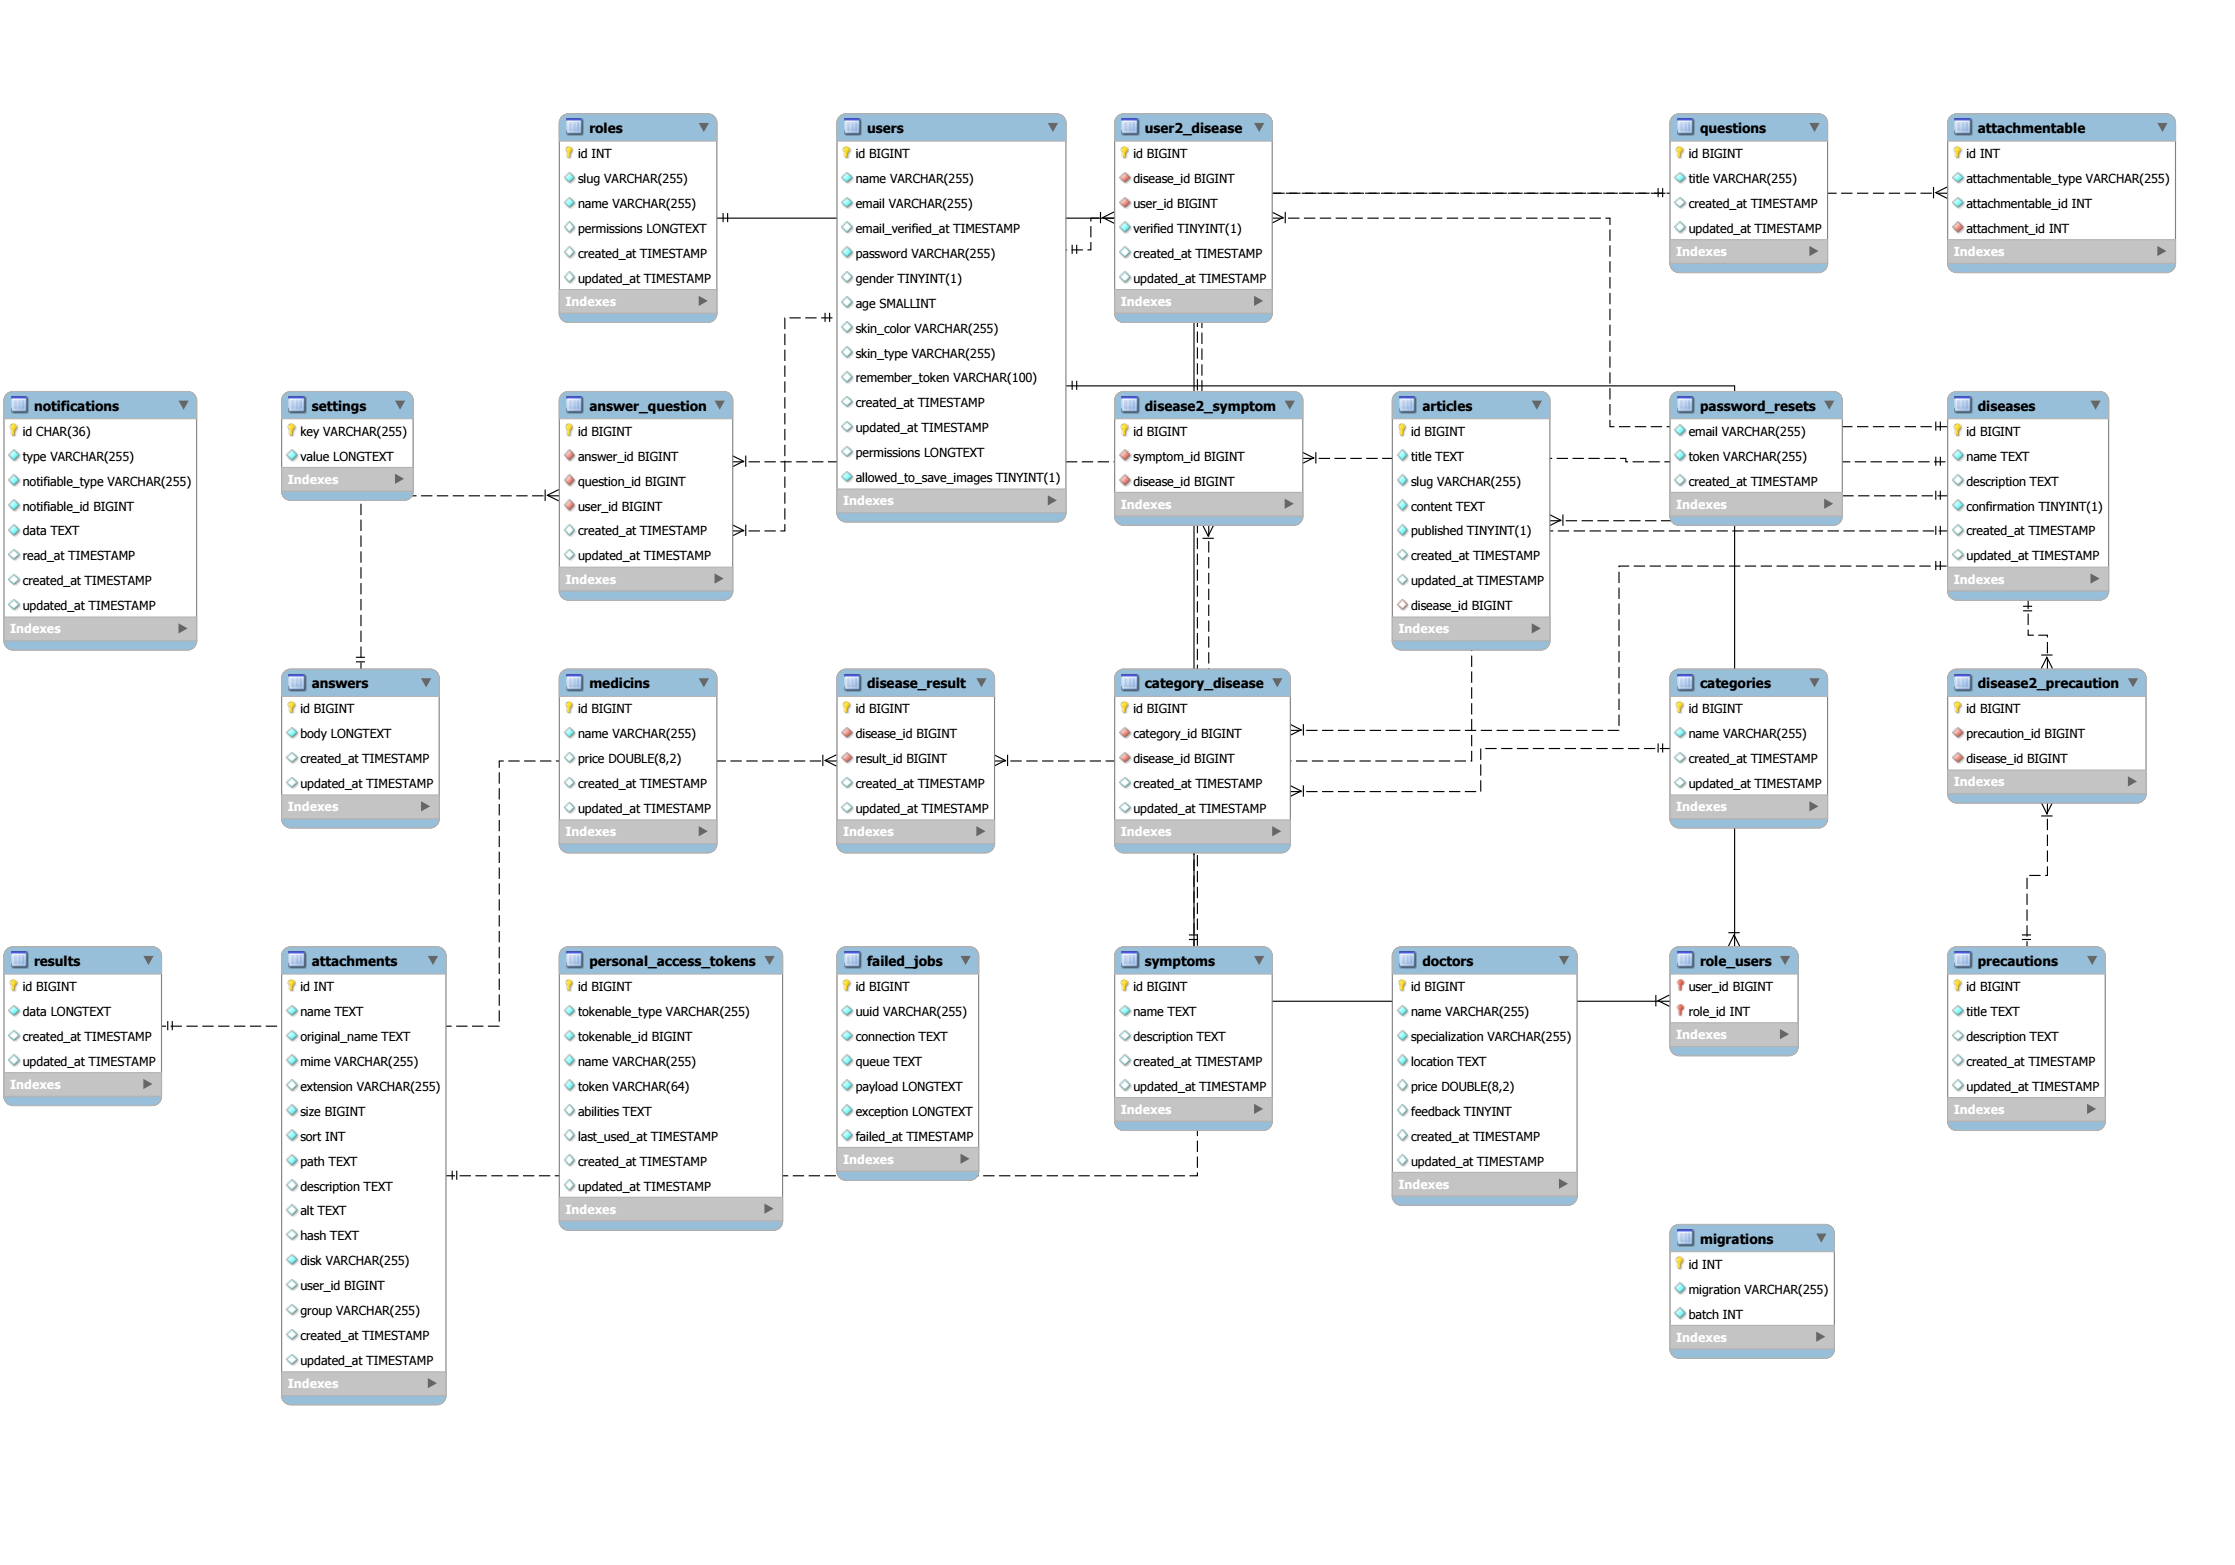 roles
id INT
slug VARCHAR(255)
name VARCHAR(255)
permissions LONGTEXT
created_at TIMESTAMP
updated_at TIMESTAMP
Indexes
users
id BIGINT
name VARCHAR(255)
email VARCHAR(255)
email_verified_at TIMESTAMP
password VARCHAR(255)
gender TINYINT(1)
age SMALLINT
skin_color VARCHAR(255)
skin_type VARCHAR(255)
remember_token VARCHAR(100)
created_at TIMESTAMP
updated_at TIMESTAMP
permissions LONGTEXT
allowed_to_save_images TINYINT(1)
Indexes
user2_disease
id BIGINT
disease_id BIGINT
user_id BIGINT
verified TINYINT(1)
created_at TIMESTAMP
updated_at TIMESTAMP
Indexes
questions
id BIGINT
title VARCHAR(255)
created_at TIMESTAMP
updated_at TIMESTAMP
Indexes
attachmentable
id INT
attachmentable_type VARCHAR(255)
attachmentable_id INT
attachment_id INT
Indexes
notifications
id CHAR(36)
type VARCHAR(255)
notifiable_type VARCHAR(255)
notifiable_id BIGINT
data TEXT
read_at TIMESTAMP
created_at TIMESTAMP
updated_at TIMESTAMP
Indexes
settings
key VARCHAR(255)
value LONGTEXT
Indexes
answer_question
id BIGINT
answer_id BIGINT
question_id BIGINT
user_id BIGINT
created_at TIMESTAMP
updated_at TIMESTAMP
Indexes
disease2_symptom
id BIGINT
symptom_id BIGINT
disease_id BIGINT
Indexes
articles
id BIGINT
title TEXT
slug VARCHAR(255)
content TEXT
published TINYINT(1)
created_at TIMESTAMP
updated_at TIMESTAMP
disease_id BIGINT
Indexes
password_resets
email VARCHAR(255)
token VARCHAR(255)
created_at TIMESTAMP
Indexes
diseases
id BIGINT
name TEXT
description TEXT
confirmation TINYINT(1)
created_at TIMESTAMP
updated_at TIMESTAMP
Indexes
answers
id BIGINT
body LONGTEXT
created_at TIMESTAMP
updated_at TIMESTAMP
Indexes
medicins
id BIGINT
name VARCHAR(255)
price DOUBLE(8,2)
created_at TIMESTAMP
updated_at TIMESTAMP
Indexes
disease_result
id BIGINT
disease_id BIGINT
result_id BIGINT
created_at TIMESTAMP
updated_at TIMESTAMP
Indexes
category_disease
id BIGINT
category_id BIGINT
disease_id BIGINT
created_at TIMESTAMP
updated_at TIMESTAMP
Indexes
categories
id BIGINT
name VARCHAR(255)
created_at TIMESTAMP
updated_at TIMESTAMP
Indexes
disease2_precaution
id BIGINT
precaution_id BIGINT
disease_id BIGINT
Indexes
results
id BIGINT
data LONGTEXT
created_at TIMESTAMP
updated_at TIMESTAMP
Indexes
attachments
id INT
name TEXT
original_name TEXT
mime VARCHAR(255)
extension VARCHAR(255)
size BIGINT
sort INT
path TEXT
description TEXT
alt TEXT
hash TEXT
disk VARCHAR(255)
user_id BIGINT
group VARCHAR(255)
created_at TIMESTAMP
updated_at TIMESTAMP
Indexes
personal_access_tokens
id BIGINT
tokenable_type VARCHAR(255)
tokenable_id BIGINT
name VARCHAR(255)
token VARCHAR(64)
abilities TEXT
last_used_at TIMESTAMP
created_at TIMESTAMP
updated_at TIMESTAMP
Indexes
failed_jobs
id BIGINT
uuid VARCHAR(255)
connection TEXT
queue TEXT
payload LONGTEXT
exception LONGTEXT
failed_at TIMESTAMP
Indexes
symptoms
id BIGINT
name TEXT
description TEXT
created_at TIMESTAMP
updated_at TIMESTAMP
Indexes
doctors
id BIGINT
name VARCHAR(255)
specialization VARCHAR(255)
location TEXT
price DOUBLE(8,2)
feedback TINYINT
created_at TIMESTAMP
updated_at TIMESTAMP
Indexes
role_users
user_id BIGINT
role_id INT
Indexes
precautions
id BIGINT
title TEXT
description TEXT
created_at TIMESTAMP
updated_at TIMESTAMP
Indexes
migrations
id INT
migration VARCHAR(255)
batch INT
Indexes